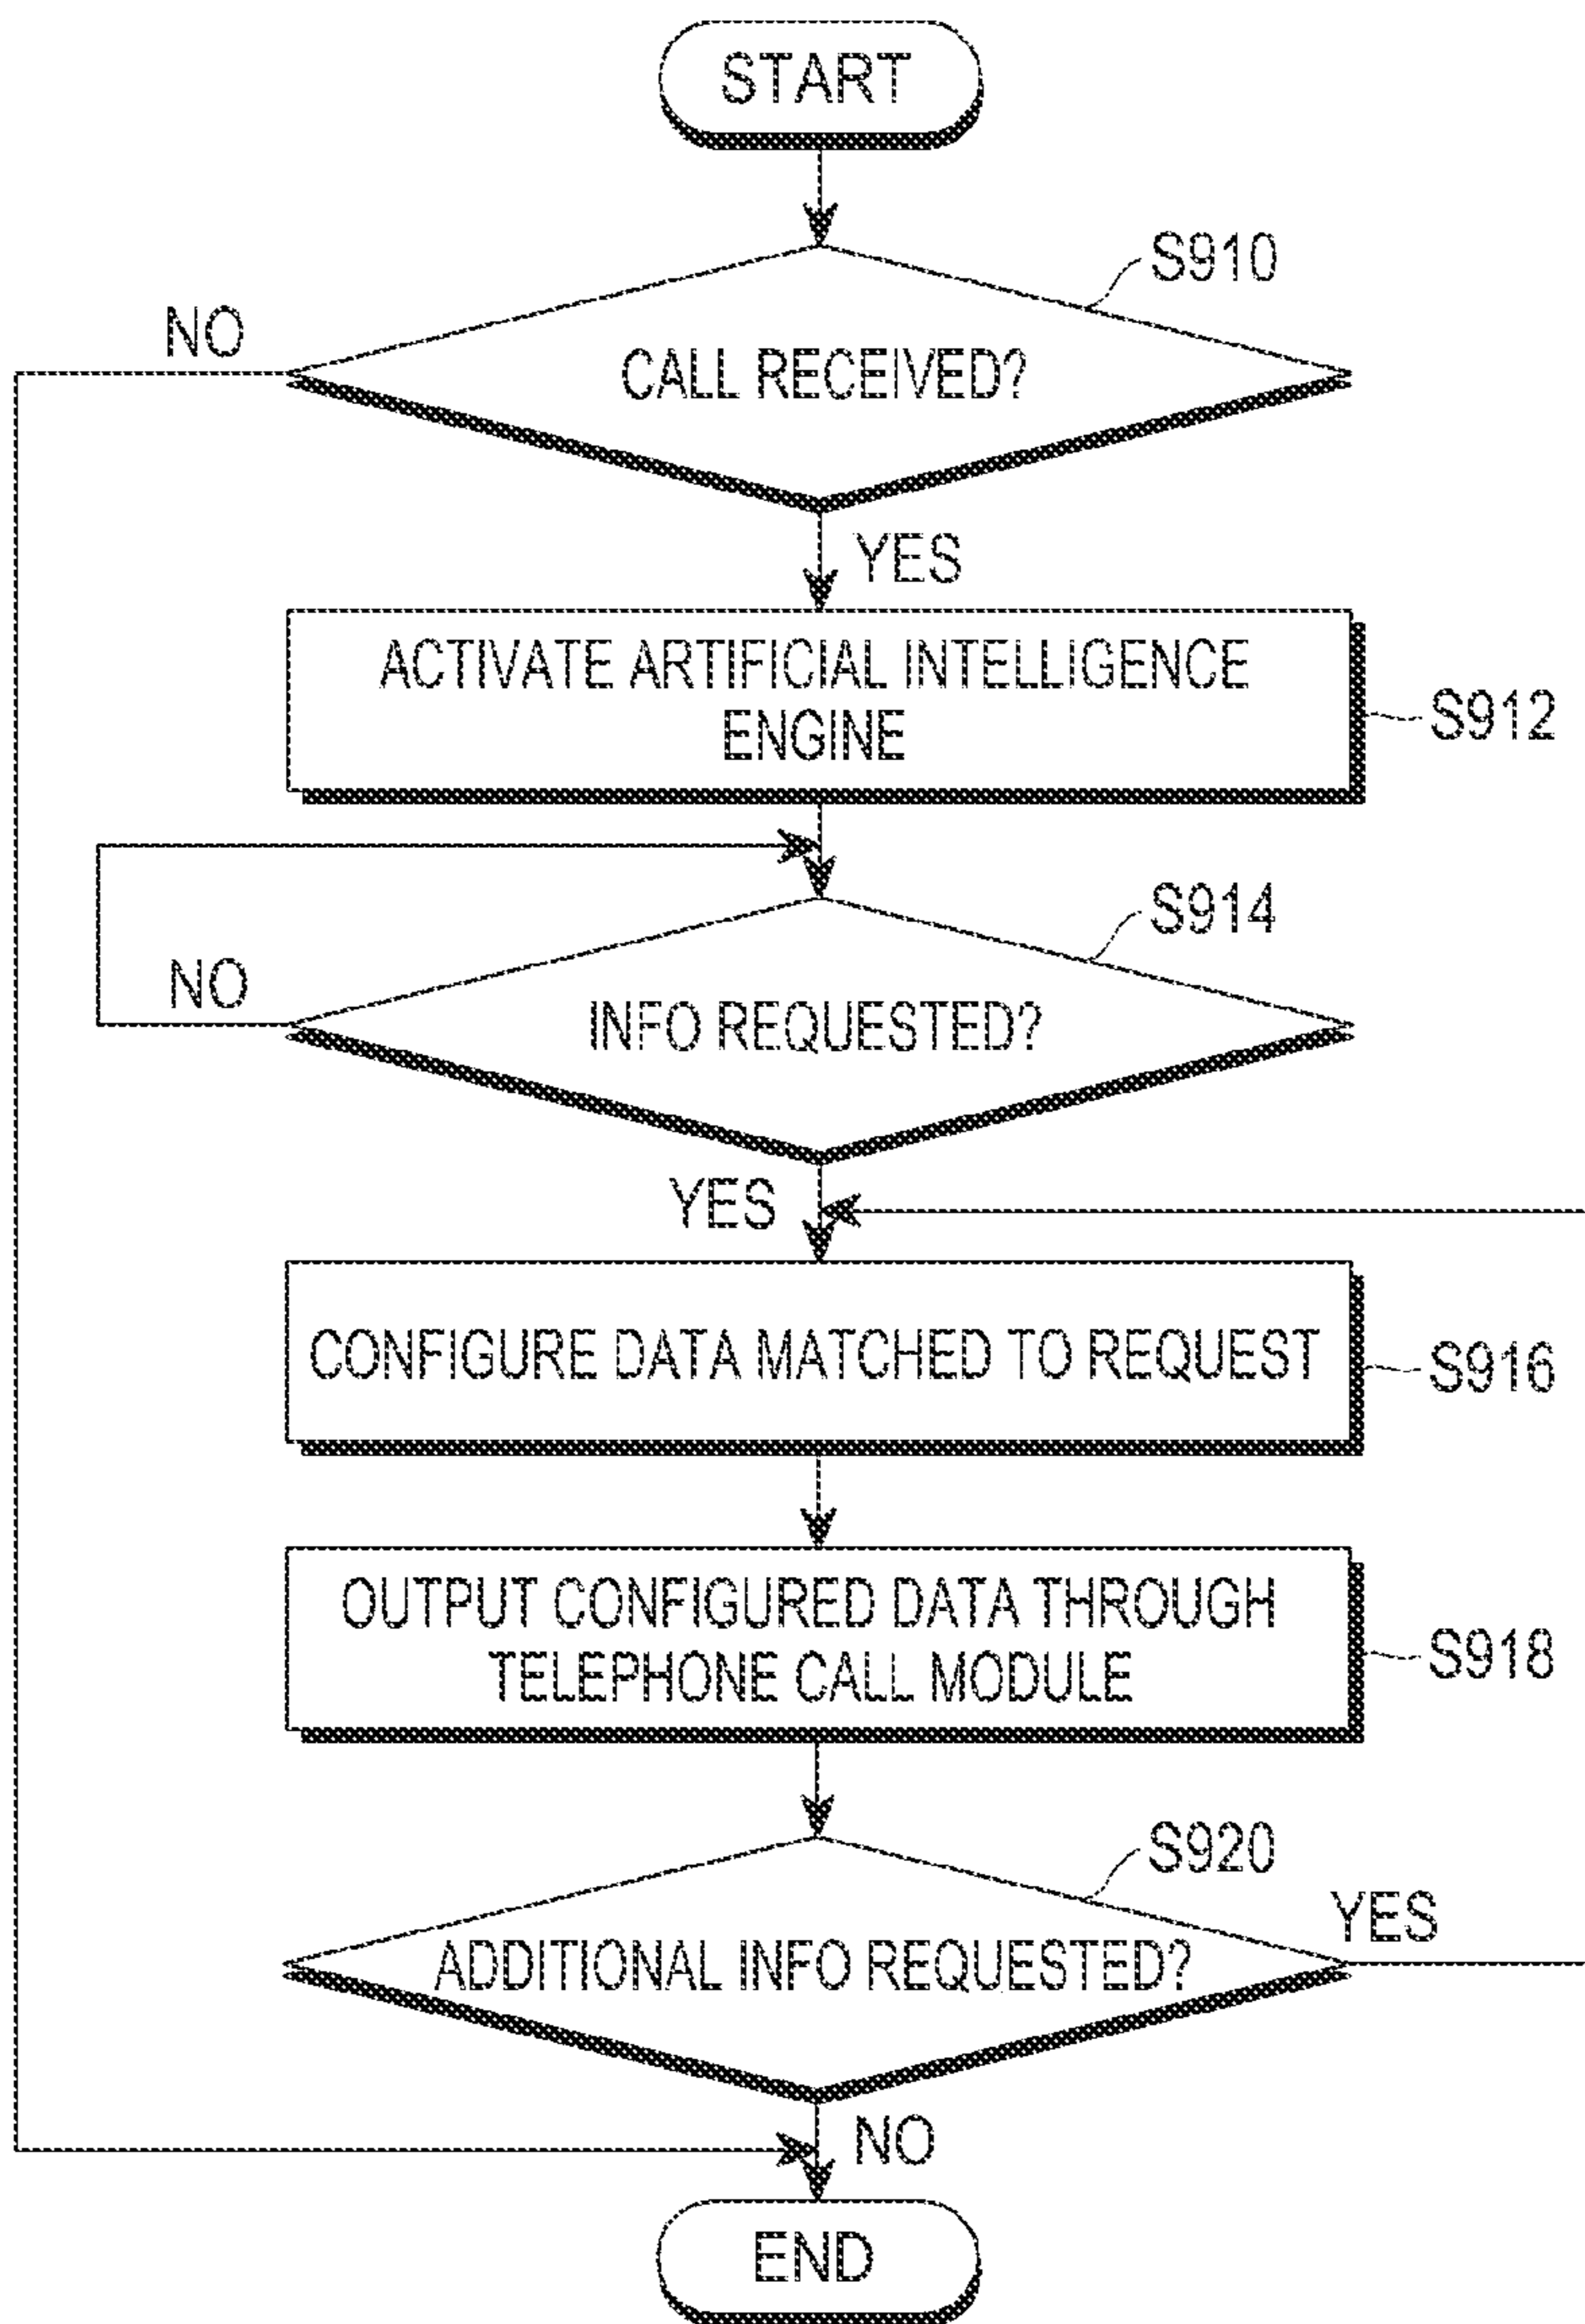 START
S910
NO
CALL RECEIVED?
YES
ACTIVATE ARTIFICIAL INTELLIGENCE
ENGINE
S912
S914
NO
INFO REQUESTED?
YES
CONFIGURE DATA MATCHED TO REQUEST
S916
OUTPUT CONFIGURED DATA THROUGH
TELEPHONE CALL MODULE
S918
S920
YES
ADDITIONAL INFO REQUESTED?
NO
END